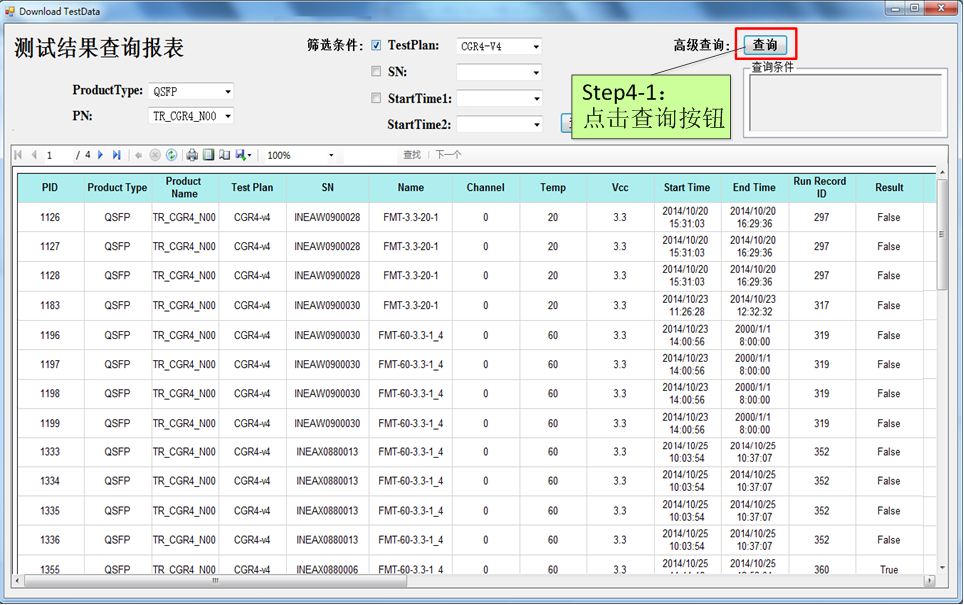 Download TestData
测试结果查询报表
筛选条件: TestPlan: CGR4-V4
高级查询: 查询
SN:
查询条件
ProductType: QSFP
StartTime1:
Step4-1:
点击查询按钮
PN: TR_CGR4_N00
StartTime2:
1 / 4 100% 查找 | 下一个
PID Product Type Product Name Test Plan SN Name Channel Temp Vcc Start Time End Time Run Record ID Result
1126 QSFP TR_CGR4_N00 CGR4-v4 INEAW0900028 FMT-3.3-20-1 0 20 3.3 2014/10/20 15:31:03 2014/10/20 16:29:36 297 False
1127 QSFP TR_CGR4_N00 CGR4-v4 INEAW0900028 FMT-3.3-20-1 0 20 3.3 2014/10/20 15:31:03 2014/10/20 16:29:36 297 False
1128 QSFP TR_CGR4_N00 CGR4-v4 INEAW0900028 FMT-3.3-20-1 0 20 3.3 2014/10/20 15:31:03 2014/10/20 16:29:36 297 False
1183 QSFP TR_CGR4_N00 CGR4-v4 INEAW0900030 FMT-3.3-20-1 0 20 3.3 2014/10/23 11:26:28 2014/10/23 12:32:32 317 False
1196 QSFP TR_CGR4_N00 CGR4-v4 INEAW0900030 FMT-60-3.3-1_4 0 60 3.3 2014/10/23 14:00:56 2000/1/1 8:00:00 319 False
1197 QSFP TR_CGR4_N00 CGR4-v4 INEAW0900030 FMT-60-3.3-1_4 0 60 3.3 2014/10/23 14:00:56 2000/1/1 8:00:00 319 False
1198 QSFP TR_CGR4_N00 CGR4-v4 INEAW0900030 FMT-60-3.3-1_4 0 60 3.3 2014/10/23 14:00:56 2000/1/1 8:00:00 319 False
1199 QSFP TR_CGR4_N00 CGR4-v4 INEAW0900030 FMT-60-3.3-1_4 0 60 3.3 2014/10/23 14:00:56 2000/1/1 8:00:00 319 False
1333 QSFP TR_CGR4_N00 CGR4-v4 INEAX0880013 FMT-60-3.3-1_4 0 60 3.3 2014/10/25 10:03:54 2014/10/25 10:37:07 352 False
1334 QSFP TR_CGR4_N00 CGR4-v4 INEAX0880013 FMT-60-3.3-1_4 0 60 3.3 2014/10/25 10:03:54 2014/10/25 10:37:07 352 False
1335 QSFP TR_CGR4_N00 CGR4-v4 INEAX0880013 FMT-60-3.3-1_4 0 60 3.3 2014/10/25 10:03:54 2014/10/25 10:37:07 352 False
1336 QSFP TR_CGR4_N00 CGR4-v4 INEAX0880013 FMT-60-3.3-1_4 0 60 3.3 2014/10/25 10:03:54 2014/10/25 10:37:07 352 False
1355 QSFP TR_CGR4_N00 CGR4-v4 INEAX0880006 FMT-60-3.3-1_4 0 60 3.3 2014/10/25 2014/10/25 360 True